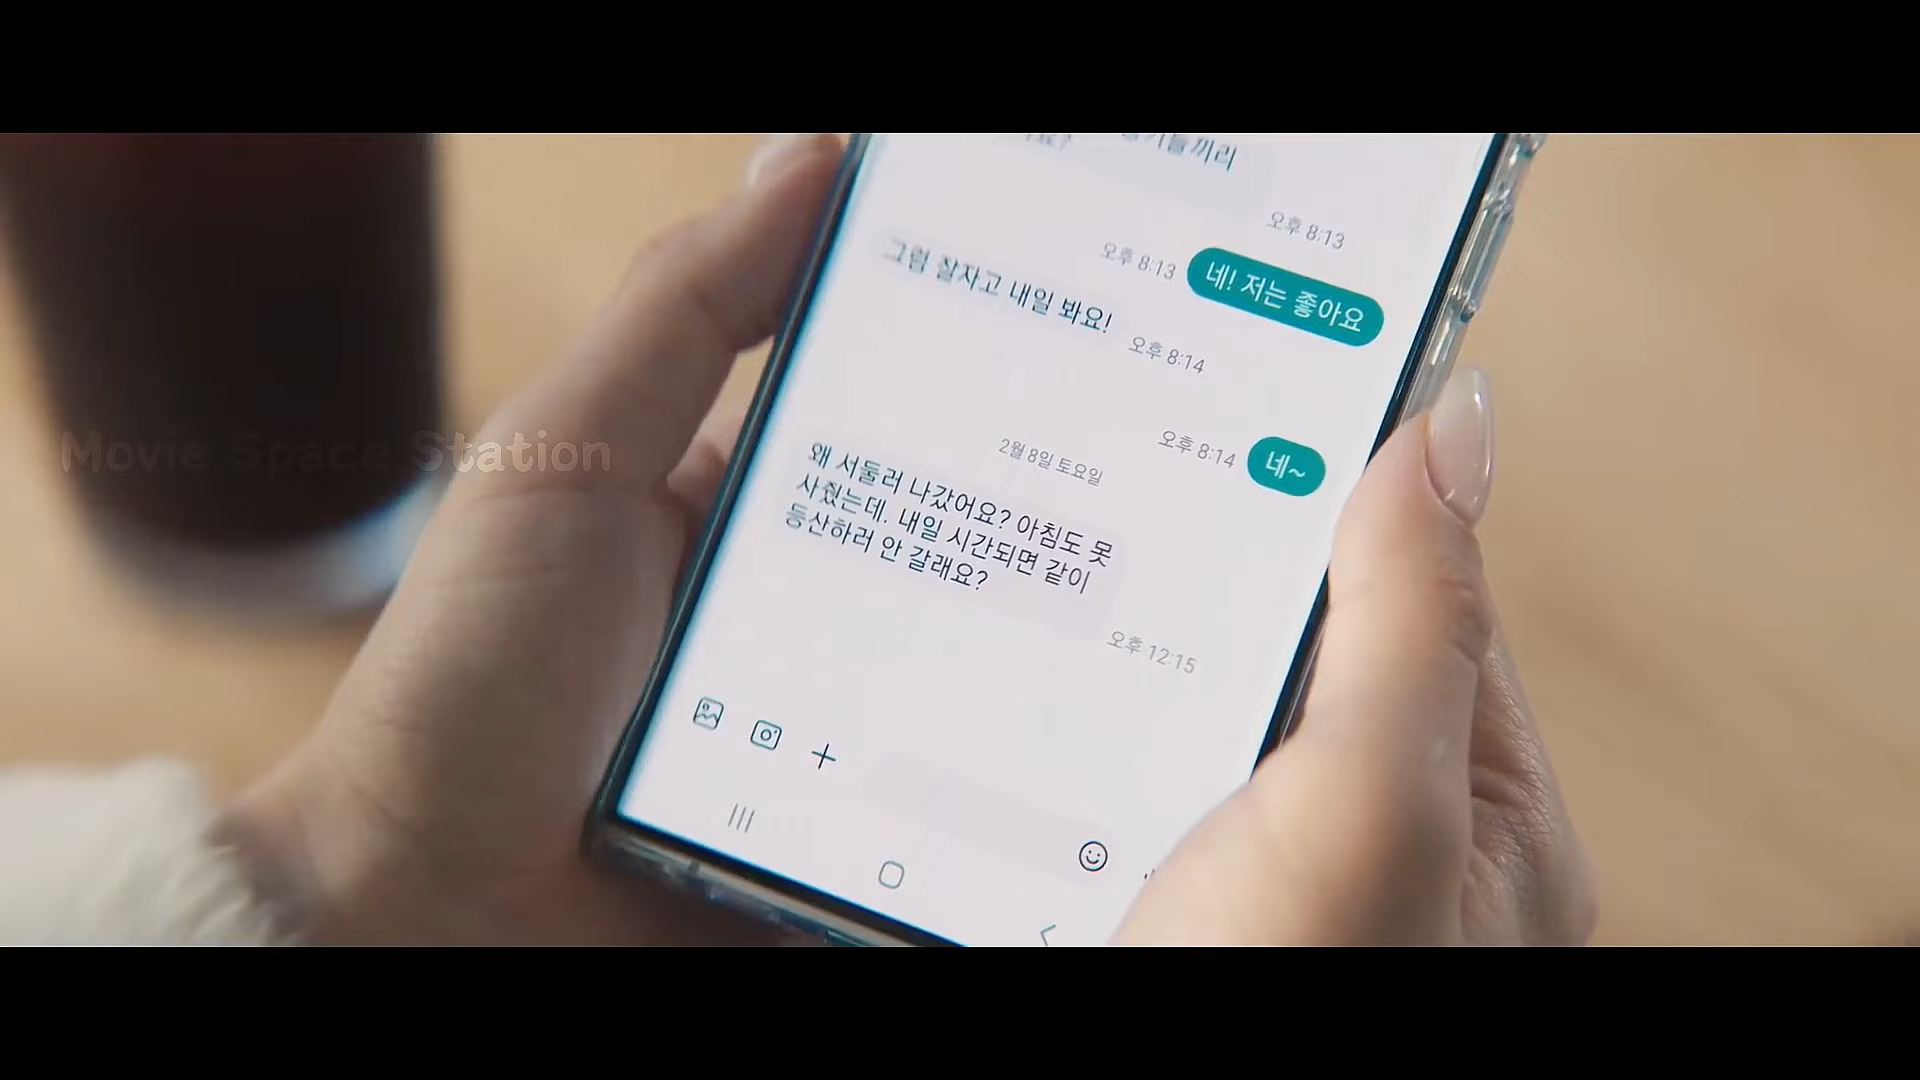 오후 8:13
오후 8:13 네! 저는 좋아요
그럼 잘자고 내일 봐요!
오후 8:14
오후 8:14 네~
2월 8일 토요일
왜 서둘러 나갔어요? 아침도 못
사줬는데. 내일 시간되면 같이
등산하러 안 갈래요?
오후 12:15
Movie Space Station